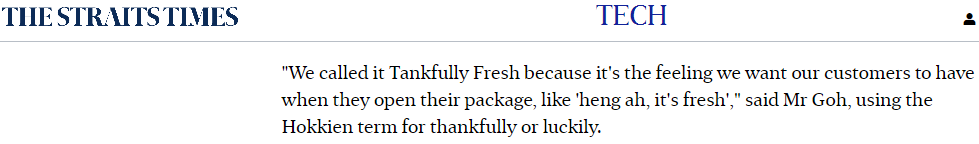 THE STRAITS TIMES
TECH
"We called it Tankfully Fresh because it's the feeling we want our customers to have
when they open their package, like 'heng ah, it's fresh'," said Mr Goh, using the
Hokkien term for thankfully or luckily.